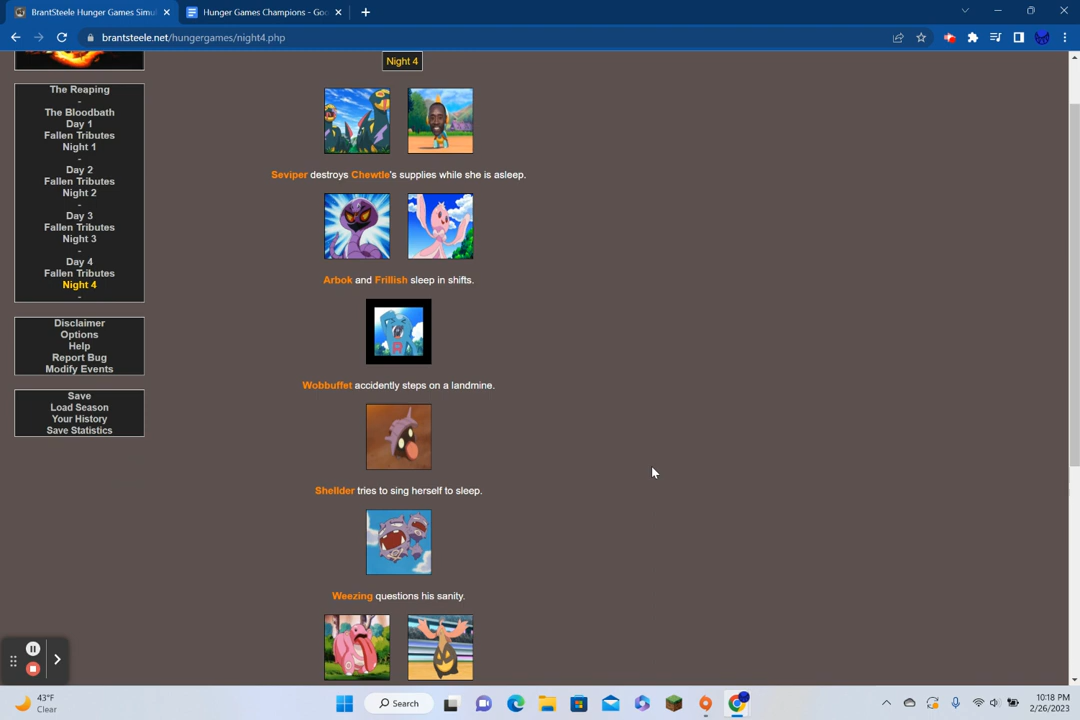 BrantSteele Hunger Games Simul
Hunger Games Champions - Goo
brantsteele.net/hungergames/night4.php
Night 4
The Reaping
-
The Bloodbath
Day 1
Fallen Tributes
Night 1
-
Day 2
Fallen Tributes
Night 2
-
Day 3
Fallen Tributes
Night 3
-
Day 4
Fallen Tributes
Night 4
-
Disclaimer
Options
Help
Report Bug
Modify Events
Save
Load Season
Your History
Save Statistics
Seviper destroys Chewtle's supplies while she is asleep.
Arbok and Frillish sleep in shifts.
R
Wobbuffet accidently steps on a landmine.
Shellder tries to sing herself to sleep.
Weezing questions his sanity.
43°F
Clear
Search
10:18 PM
2/26/2023